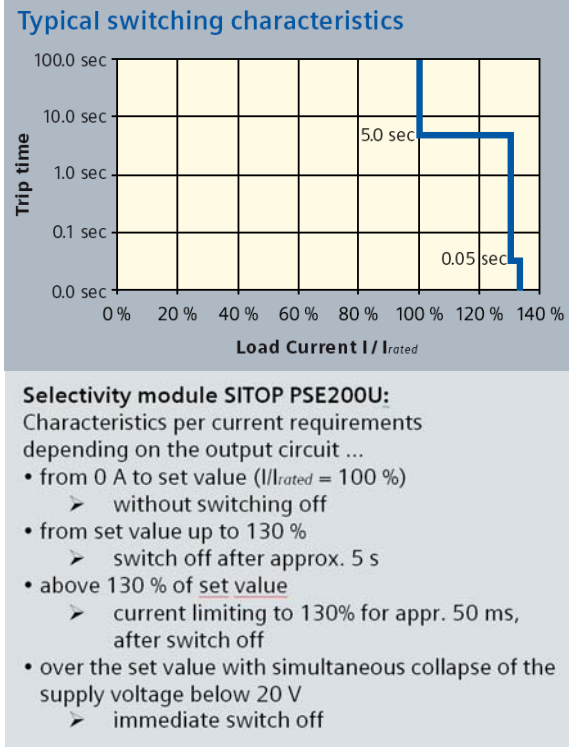 Typical switching characteristics
100.0 sec
10.0 sec
5.0 sec
1.0 sec
0.1 sec
0.05 sec
0.0 sec
Trip time
0 % 20 % 40 % 60 % 80 % 100 % 120 % 140 %
Load Current I / Irated
Selectivity module SITOP PSE200U:
Characteristics per current requirements
depending on the output circuit ...
• from 0 A to set value (I/Irated = 100 %)
➢ without switching off
• from set value up to 130 %
➢ switch off after approx. 5 s
• above 130 % of set value
➢ current limiting to 130% for appr. 50 ms,
after switch off
• over the set value with simultaneous collapse of the
supply voltage below 20 V
➢ immediate switch off